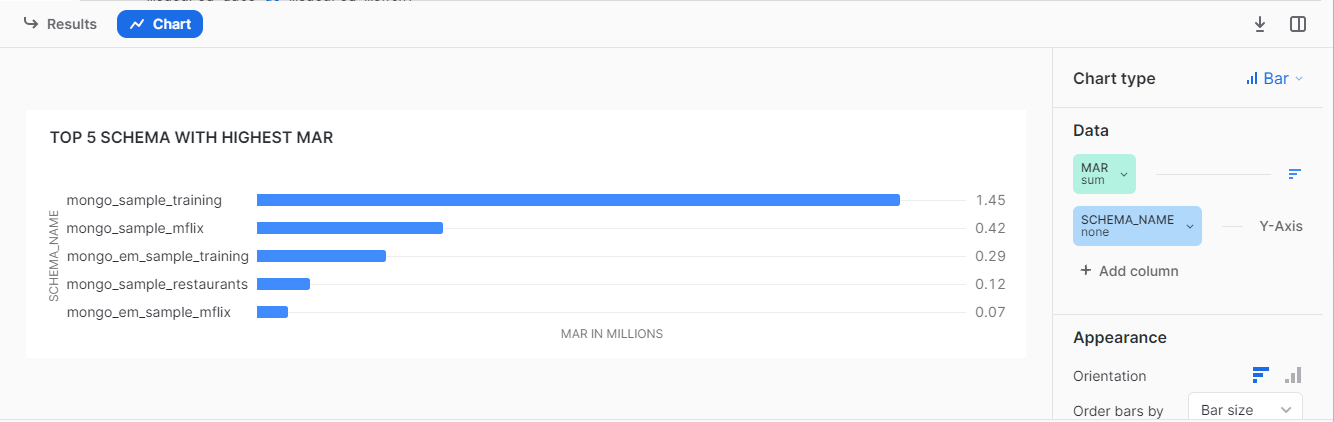 Results
Chart
Chart type
Bar
TOP 5 SCHEMA WITH HIGHEST MAR
SCHEMA_NAME
mongo_sample_training 1.45
mongo_sample_mflix 0.42
mongo_em_sample_training 0.29
mongo_sample_restaurants 0.12
mongo_em_sample_mflix 0.07
MAR IN MILLIONS
Data
MAR
sum
SCHEMA_NAME
none
Y-Axis
+ Add column
Appearance
Orientation
Order bars by
Bar size